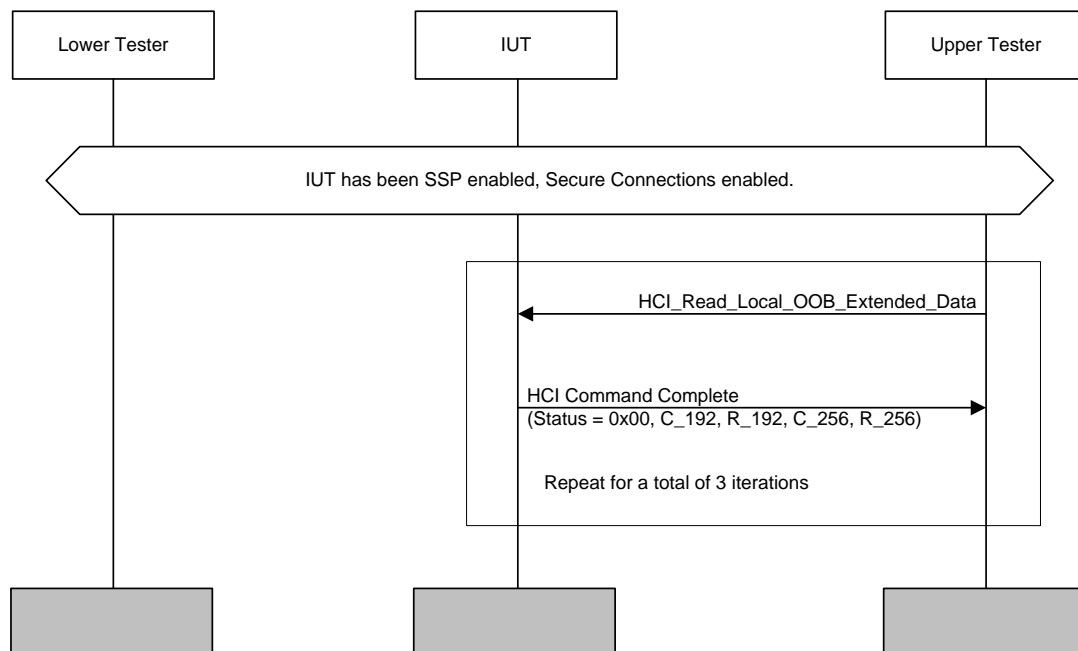 Lower Tester
IUT
Upper Tester
IUT has been SSP enabled, Secure Connections enabled.
HCI_Read_Local_OOB_Extended_Data
HCI Command Complete
(Status = 0x00, C_192, R_192, C_256, R_256)
Repeat for a total of 3 iterations